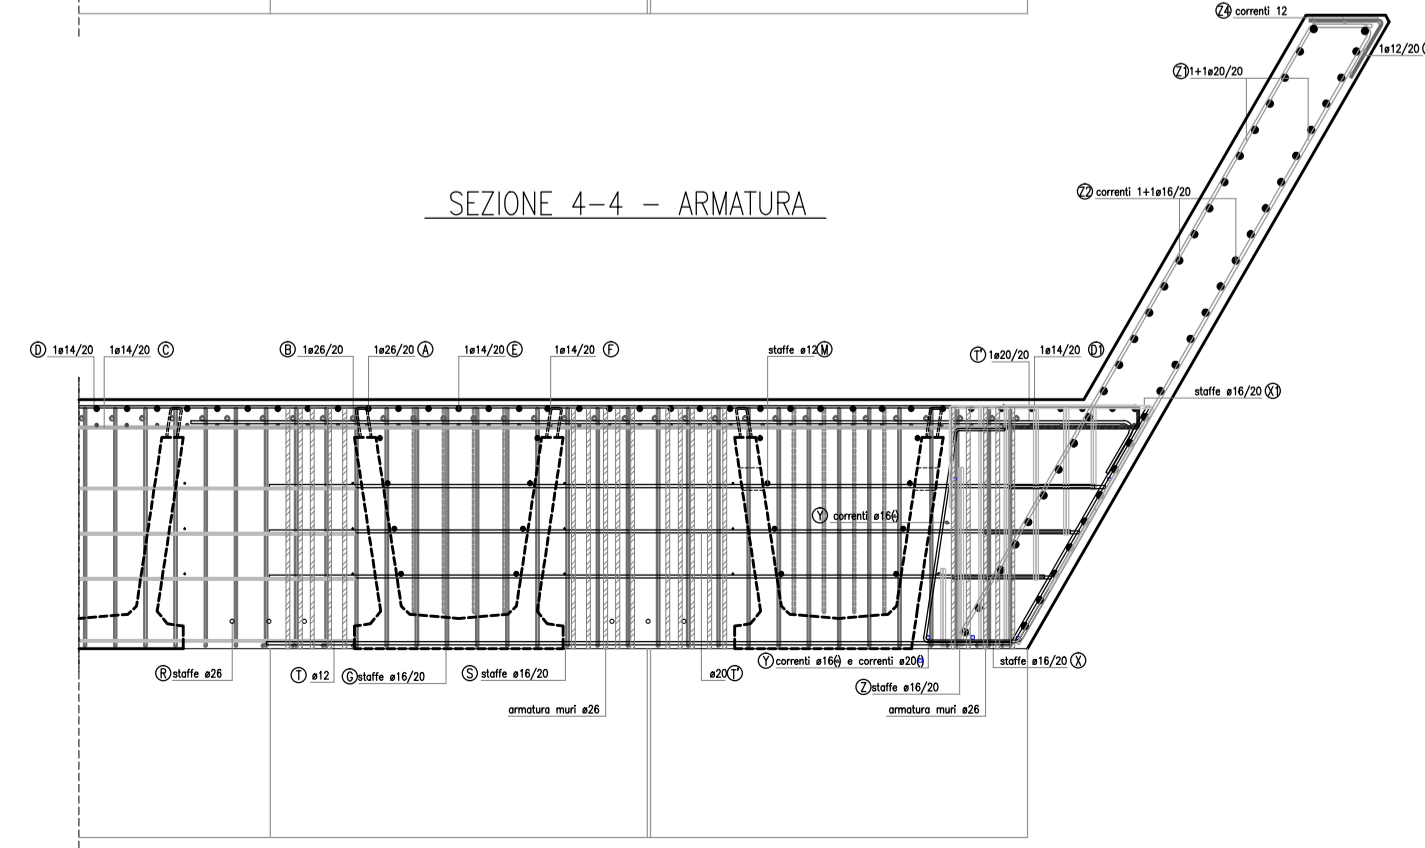 Z4 correnti 12
1ø12/20
Z1 1+1ø20/20
Z2 correnti 1+1ø16/20
SEZIONE 4-4 - ARMATURA
D 1ø14/20
1ø14/20 C
B 1ø26/20
1ø26/20 A
1ø14/20 E
1ø14/20 F
staffe ø12 M
T' 1ø20/20
1ø14/20 D1
staffe ø16/20 X1
Y correnti ø16
R staffe ø26
T ø12
G staffe ø16/20
S staffe ø16/20
ø20 T'
Y correnti ø16 e correnti ø20
staffe ø16/20 X
Z staffe ø16/20
armatura muri ø26
armatura muri ø26